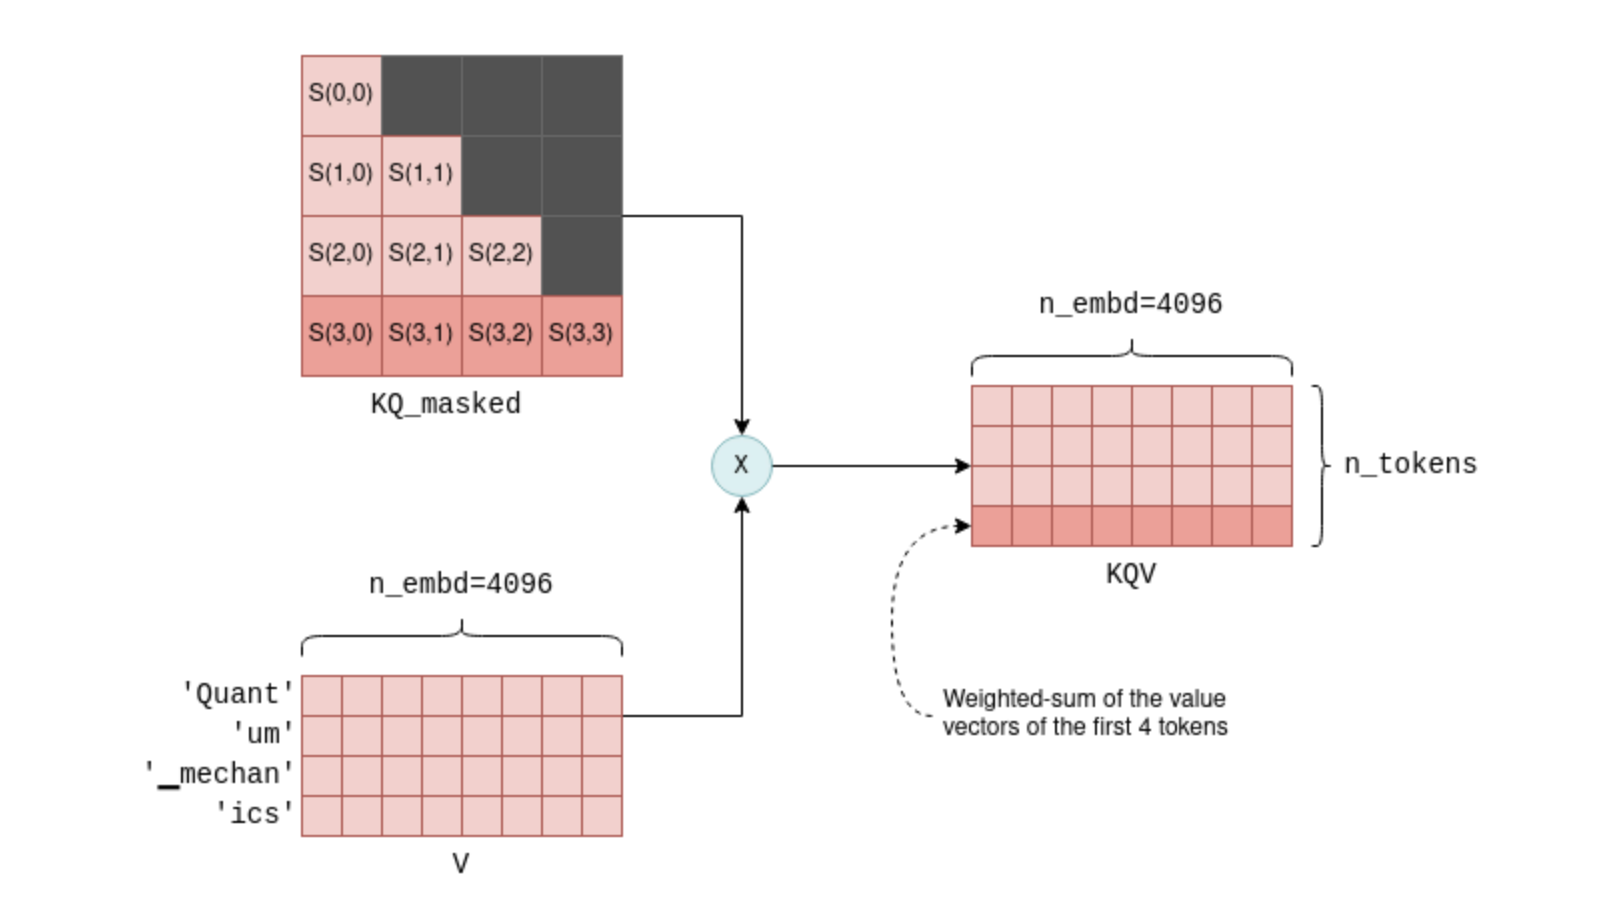 S(0,0)
S(1,0) S(1,1)
S(2,0) S(2,1) S(2,2)
S(3,0) S(3,1) S(3,2) S(3,3)
KQ_masked
X
n_embd=4096
n_tokens
KQV
n_embd=4096
'Quant'
'um'
'▁mechan'
'ics'
V
Weighted-sum of the value
vectors of the first 4 tokens